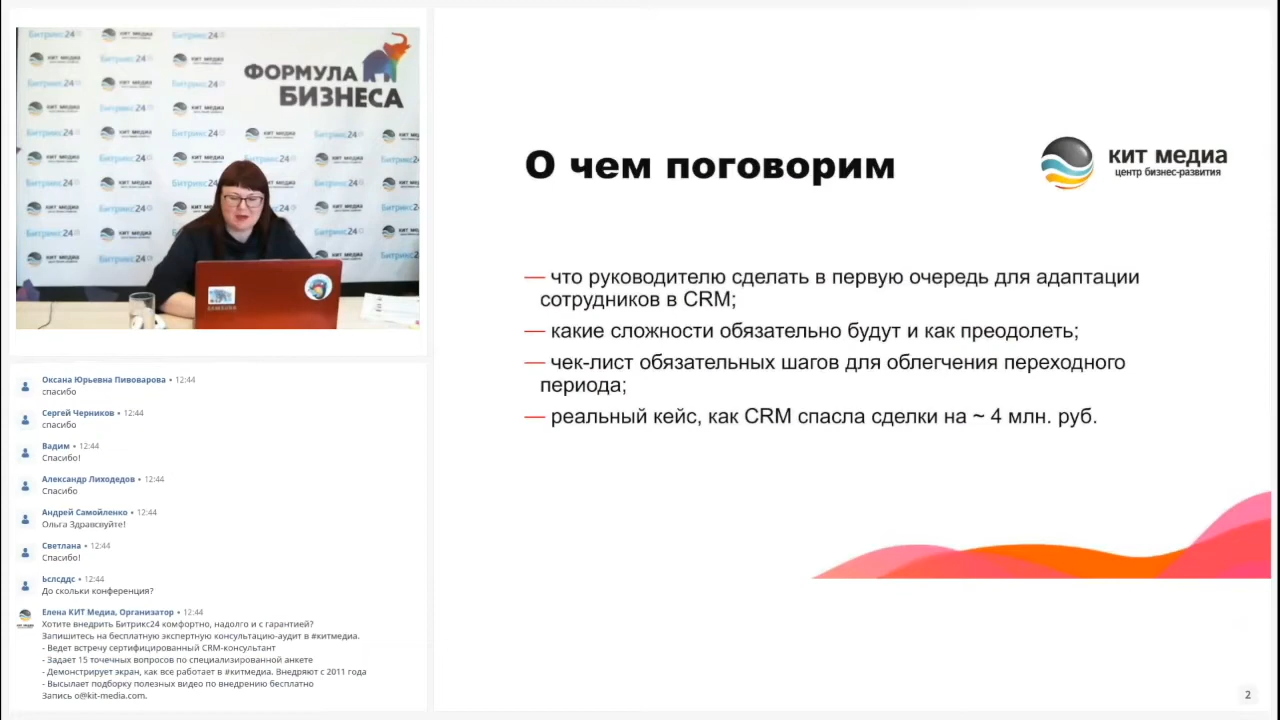 ФОРМУЛА
БИЗНЕСА
Битрикс24
КИТ МЕДИА
SAMSUNG
О чем поговорим
кит медиа
центр бизнес-развития
— что руководителю сделать в первую очередь для адаптации
сотрудников в CRM;
— какие сложности обязательно будут и как преодолеть;
— чек-лист обязательных шагов для облегчения переходного
периода;
— реальный кейс, как CRM спасла сделки на ~ 4 млн. руб.
Оксана Юрьевна Пивоварова • 12:44
спасибо
Сергей Черников • 12:44
спасибо
Вадим • 12:44
Спасибо!
Александр Лиходедов • 12:44
Спасибо
Андрей Самойленко • 12:44
Ольга Здравсвуйте!
Светлана • 12:44
Спасибо!
Ьслсддс • 12:44
До скольки конференция?
Елена КИТ Медиа, Организатор • 12:44
Хотите внедрить Битрикс24 комфортно, надолго и с гарантией?
Запишитесь на бесплатную экспертную консультацию-аудит в #китмедиа.
- Ведет встречу сертифицированный CRM-консультант
- Задает 15 точечных вопросов по специализированной анкете
- Демонстрирует экран, как все работает в #китмедиа. Внедряют с 2011 года
- Высылает подборку полезных видео по внедрению бесплатно
Запись o@kit-media.com.
2